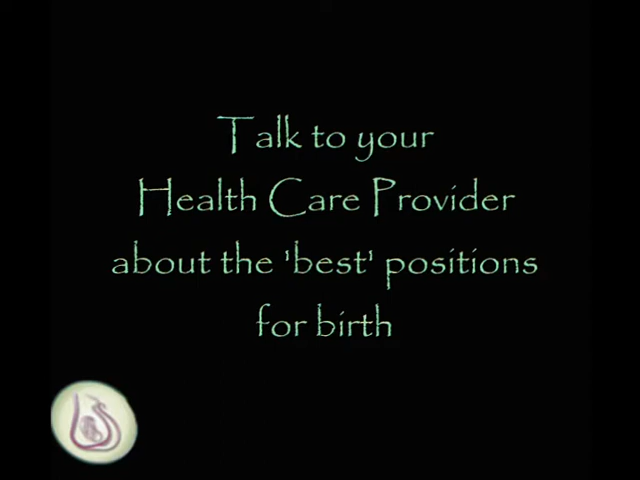 Talk to your
Health Care Provider
about the 'best' positions
for birth